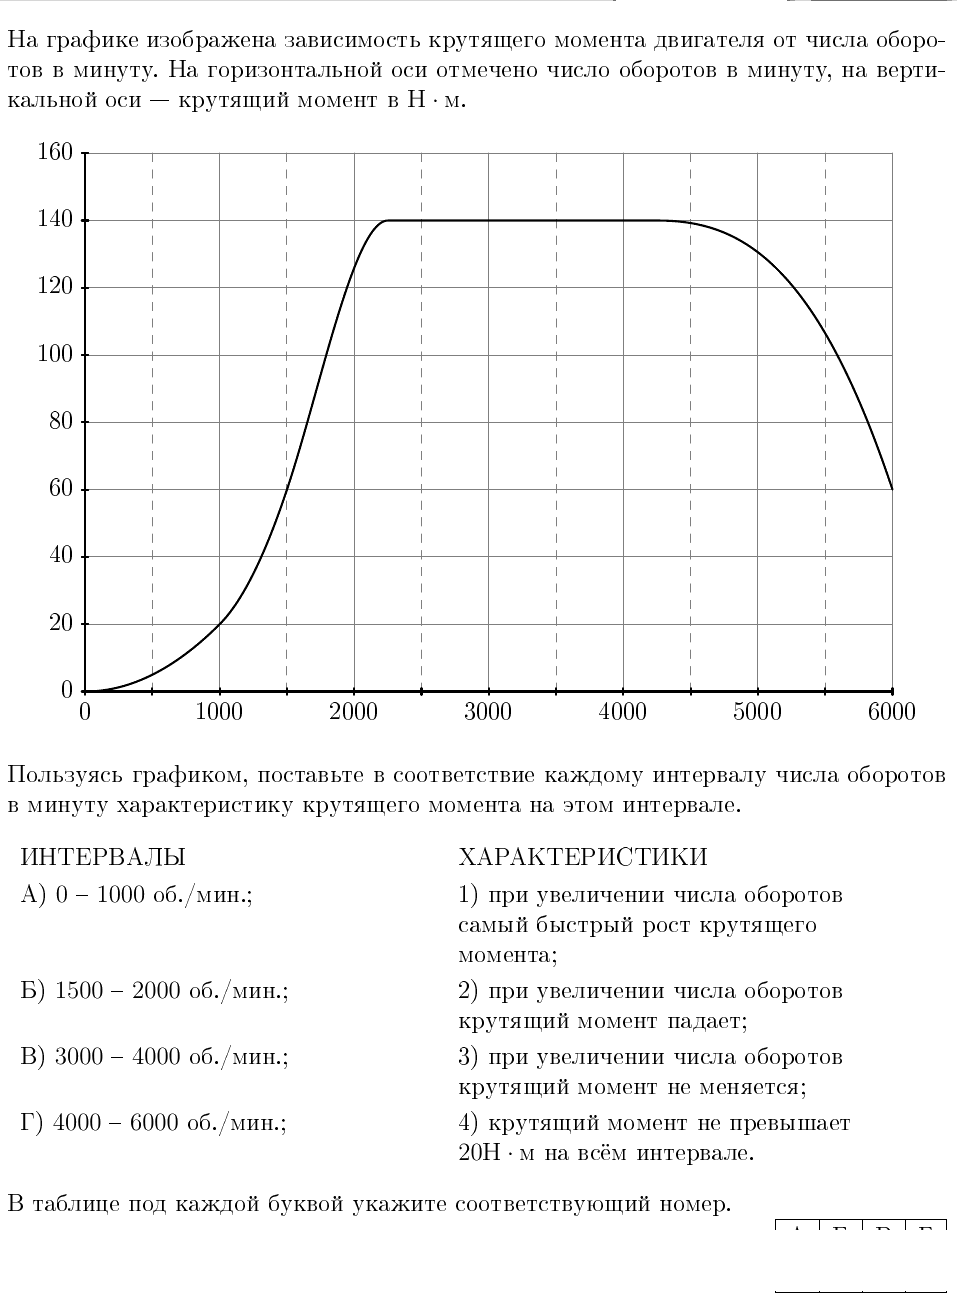 На графике изображена зависимость крутящего момента двигателя от числа оборо-
тов в минуту. На горизонтальной оси отмечено число оборотов в минуту, на верти-
кальной оси — крутящий момент в Н · м.
160
140
120
100
80
60
40
20
0
0 1000 2000 3000 4000 5000 6000
Пользуясь графиком, поставьте в соответствие каждому интервалу числа оборотов
в минуту характеристику крутящего момента на этом интервале.
ИНТЕРВАЛЫ ХАРАКТЕРИСТИКИ
А) 0 – 1000 об./мин.; 1) при увеличении числа оборотов
самый быстрый рост крутящего
момента;
Б) 1500 – 2000 об./мин.; 2) при увеличении числа оборотов
крутящий момент падает;
В) 3000 – 4000 об./мин.; 3) при увеличении числа оборотов
крутящий момент не меняется;
Г) 4000 – 6000 об./мин.; 4) крутящий момент не превышает
20Н · м на всём интервале.
В таблице под каждой буквой укажите соответствующий номер.